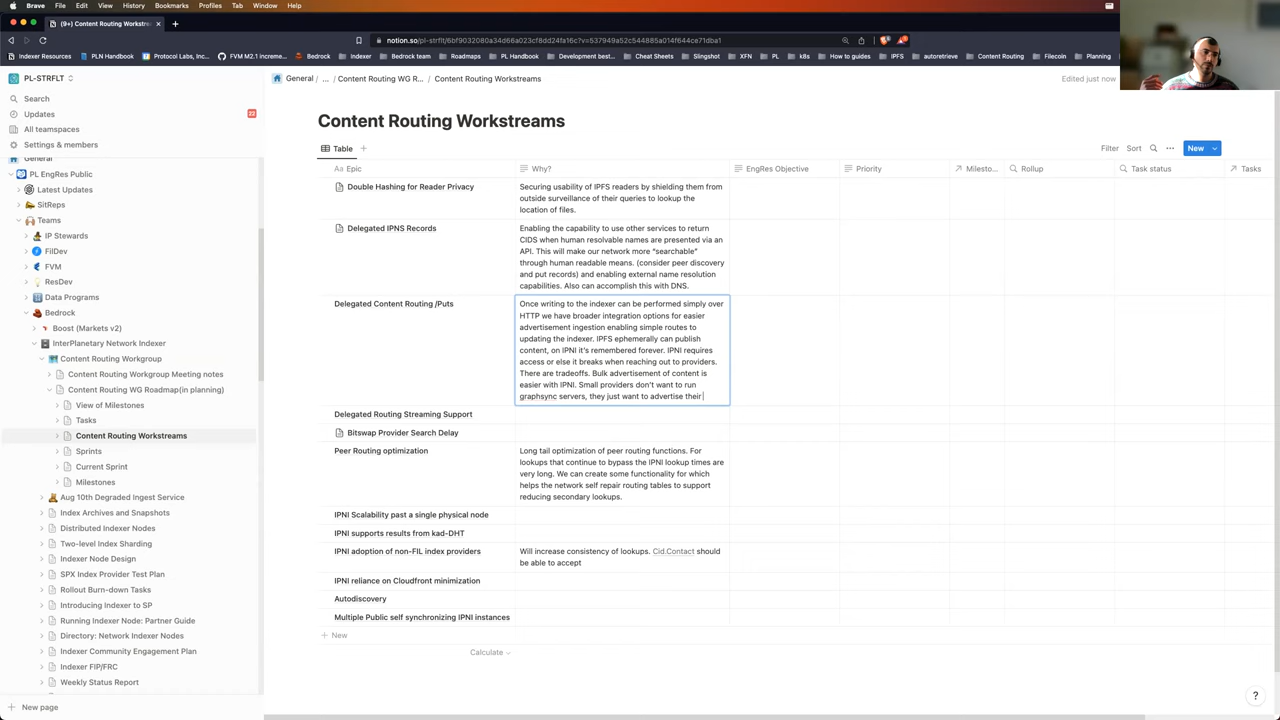 Brave File Edit View History Bookmarks Profiles Tab Window Help
(9+) Content Routing Workstrea
notion.so/pl-strflt/6bf9032080a34d66a023cf8dd24fa16c?v=537949a52c544885a014f644ce71dba1
Indexer Resources PLN Handbook Protocol Labs, Inc... FVM M2.1 Increme... Bedrock Bedrock team Roadmaps PL Handbook Development best... Cheat Sheets Slingshot XFN PL k8s How to guides IPFS autoretrieve Content Routing Filecoin Planning
PL-STRFLT
General / ... / Content Routing WG R... / Content Routing Workstreams
Edited just now
Search
Updates 22
All teamspaces
Settings & members
General
PL EngRes Public
Latest Updates
SitReps
Teams
IP Stewards
FilDev
FVM
ResDev
Data Programs
Bedrock
Boost (Markets v2)
InterPlanetary Network Indexer
Content Routing Workgroup
Content Routing Workgroup Meeting notes
Content Routing WG Roadmap(in planning)
View of Milestones
Tasks
Content Routing Workstreams
Sprints
Current Sprint
Milestones
Aug 10th Degraded Ingest Service
Index Archives and Snapshots
Distributed Indexer Nodes
Two-level Index Sharding
Indexer Node Design
SPX Index Provider Test Plan
Rollout Burn-down Tasks
Introducing Indexer to SP
Running Indexer Node: Partner Guide
Directory: Network Indexer Nodes
Indexer Community Engagement Plan
Indexer FIP/FRC
Weekly Status Report
New page
Content Routing Workstreams
Table
Filter Sort New
Aa Epic Why? EngRes Objective Priority Milesto... Rollup Task status Tasks
Double Hashing for Reader Privacy
Securing usability of IPFS readers by shielding them from
outside surveillance of their queries to lookup the
location of files.
Delegated IPNS Records
Enabling the capability to use other services to return
CIDS when human resolvable names are presented via an
API. This will make our network more "searchable"
through human readable means. (consider peer discovery
and put records) and enabling external name resolution
capabilities. Also can accomplish this with DNS.
Delegated Content Routing /Puts
Once writing to the indexer can be performed simply over
HTTP we have broader integration options for easier
advertisement ingestion enabling simple routes to
updating the indexer. IPFS ephemerally can publish
content, on IPNI it's remembered forever. IPNI requires
access or else it breaks when reaching out to providers.
There are tradeoffs. Bulk advertisement of content is
easier with IPNI. Small providers don't want to run
graphsync servers, they just want to advertise their
Delegated Routing Streaming Support
Bitswap Provider Search Delay
Peer Routing optimization
Long tail optimization of peer routing functions. For
lookups that continue to bypass the IPNI lookup times are
very long. We can create some functionality for which
helps the network self repair routing tables to support
reducing secondary lookups.
IPNI Scalability past a single physical node
IPNI supports results from kad-DHT
IPNI adoption of non-FIL index providers
Will increase consistency of lookups. Cid.Contact should
be able to accept
IPNI reliance on Cloudfront minimization
Autodiscovery
Multiple Public self synchronizing IPNI instances
New
Calculate
?